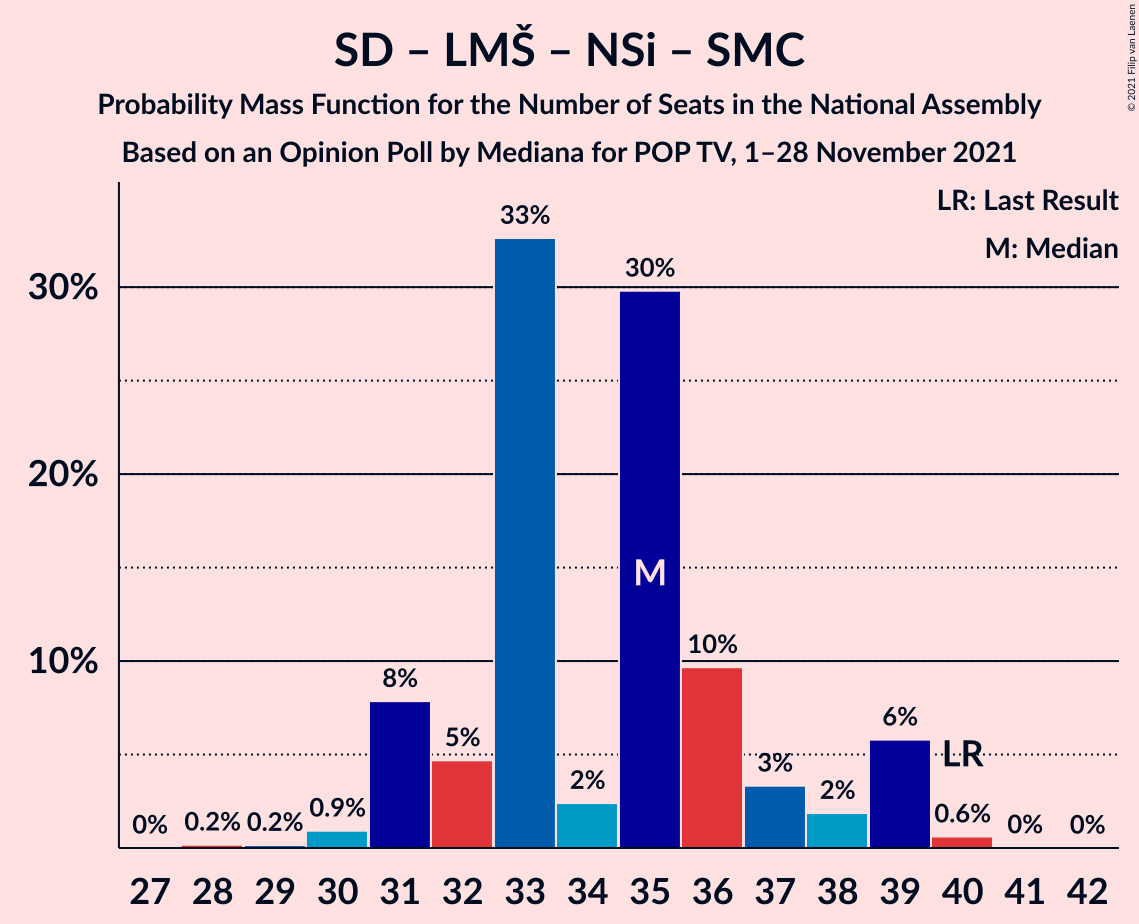 SD – LMŠ – NSi – SMC
Probability Mass Function for the Number of Seats in the National Assembly
Based on an Opinion Poll by Mediana for POP TV, 1–28 November 2021
© 2021 Filip van Laenen
LR: Last Result
M: Median
30%
20%
10%
0%
0.2%
0.2%
0.9%
8%
5%
33%
2%
30%
10%
3%
2%
6%
0.6%
0%
0%
M
LR
27 28 29 30 31 32 33 34 35 36 37 38 39 40 41 42